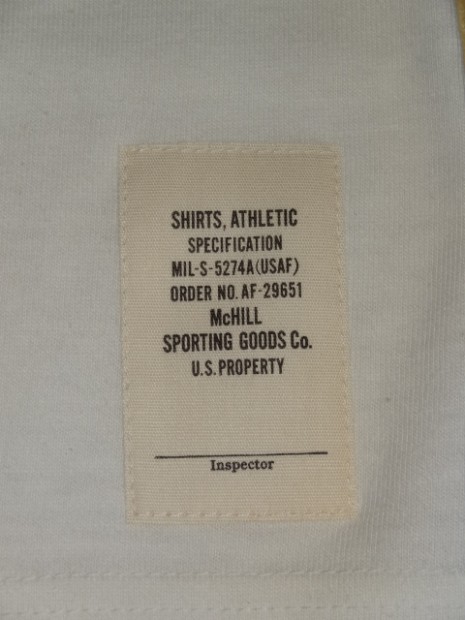 SHIRTS, ATHLETIC
SPECIFICATION
MIL-S-5274A(USAF)
ORDER NO. AF-29651
McHILL
SPORTING GOODS Co.
U.S. PROPERTY
Inspector